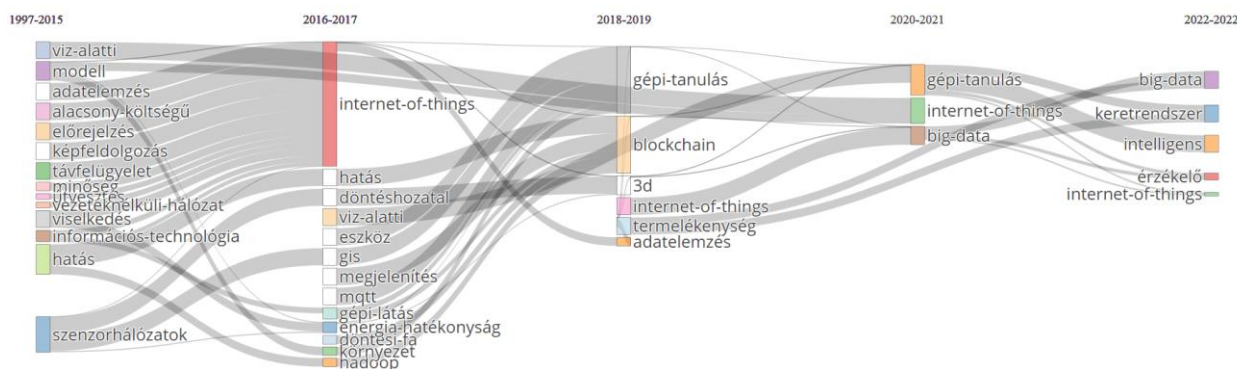 1997-2015
2016-2017
2018-2019
2020-2021
2022-2022
viz-alatti
modell
adatelemzés
alacsony-költségű
előrejelzés
képfeldolgozás
távfelügyelet
minőség
útvesztés
vezetéknélküli-hálózat
viselkedés
információs-technológia
hatás
szenzorhálózatok
internet-of-things
hatás
döntéshozatal
viz-alatti
eszköz
gis
megjelenítés
mqtt
gépi-látás
energia-hatékonyság
döntési-fa
környezet
hadoop
gépi-tanulás
blockchain
3d
internet-of-things
termelékenység
adatelemzés
gépi-tanulás
internet-of-things
big-data
big-data
keretrendszer
intelligens
érzékelő
internet-of-things